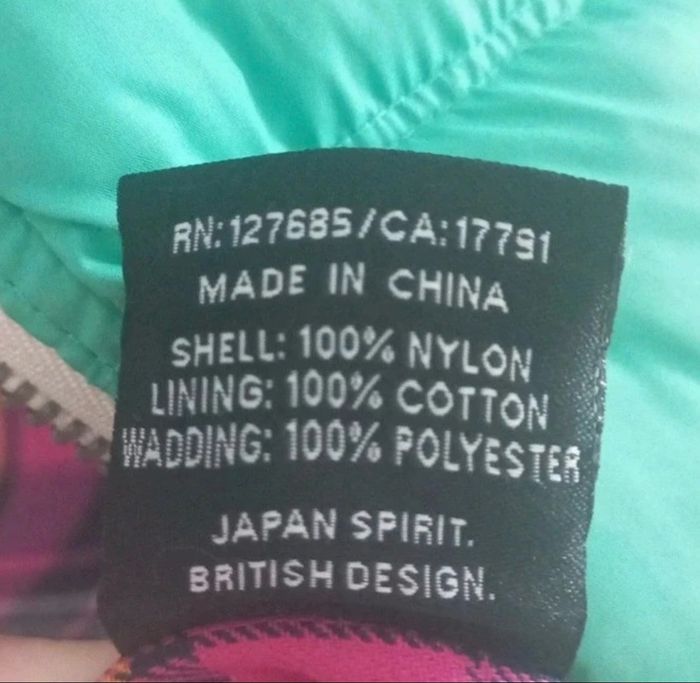 RN:127685/CA:17791
MADE IN CHINA
SHELL: 100% NYLON
LINING: 100% COTTON
WADDING: 100% POLYESTER
JAPAN SPIRIT.
BRITISH DESIGN.